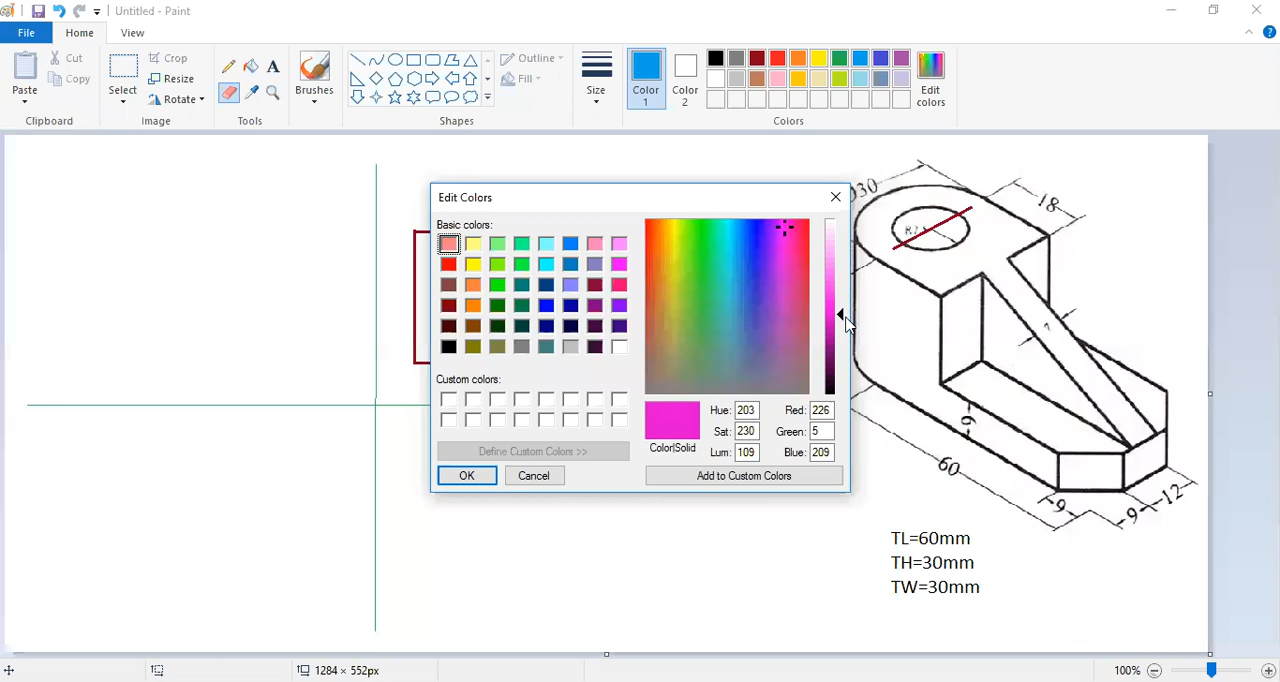 Untitled - Paint
File
Home
View
Paste
Cut
Copy
Clipboard
Select
Crop
Resize
Rotate
Image
A
Tools
Brushes
Outline
Fill
Shapes
Size
Color
1
Color
2
Edit
colors
Colors
Edit Colors
Basic colors:
Custom colors:
Define Custom Colors >>
OK
Cancel
Color|Solid
Hue: 203
Sat: 230
Lum: 109
Red: 226
Green: 5
Blue: 209
Add to Custom Colors
18
7
6
60
9
9
12
TL=60mm
TH=30mm
TW=30mm
1284 × 552px
100%